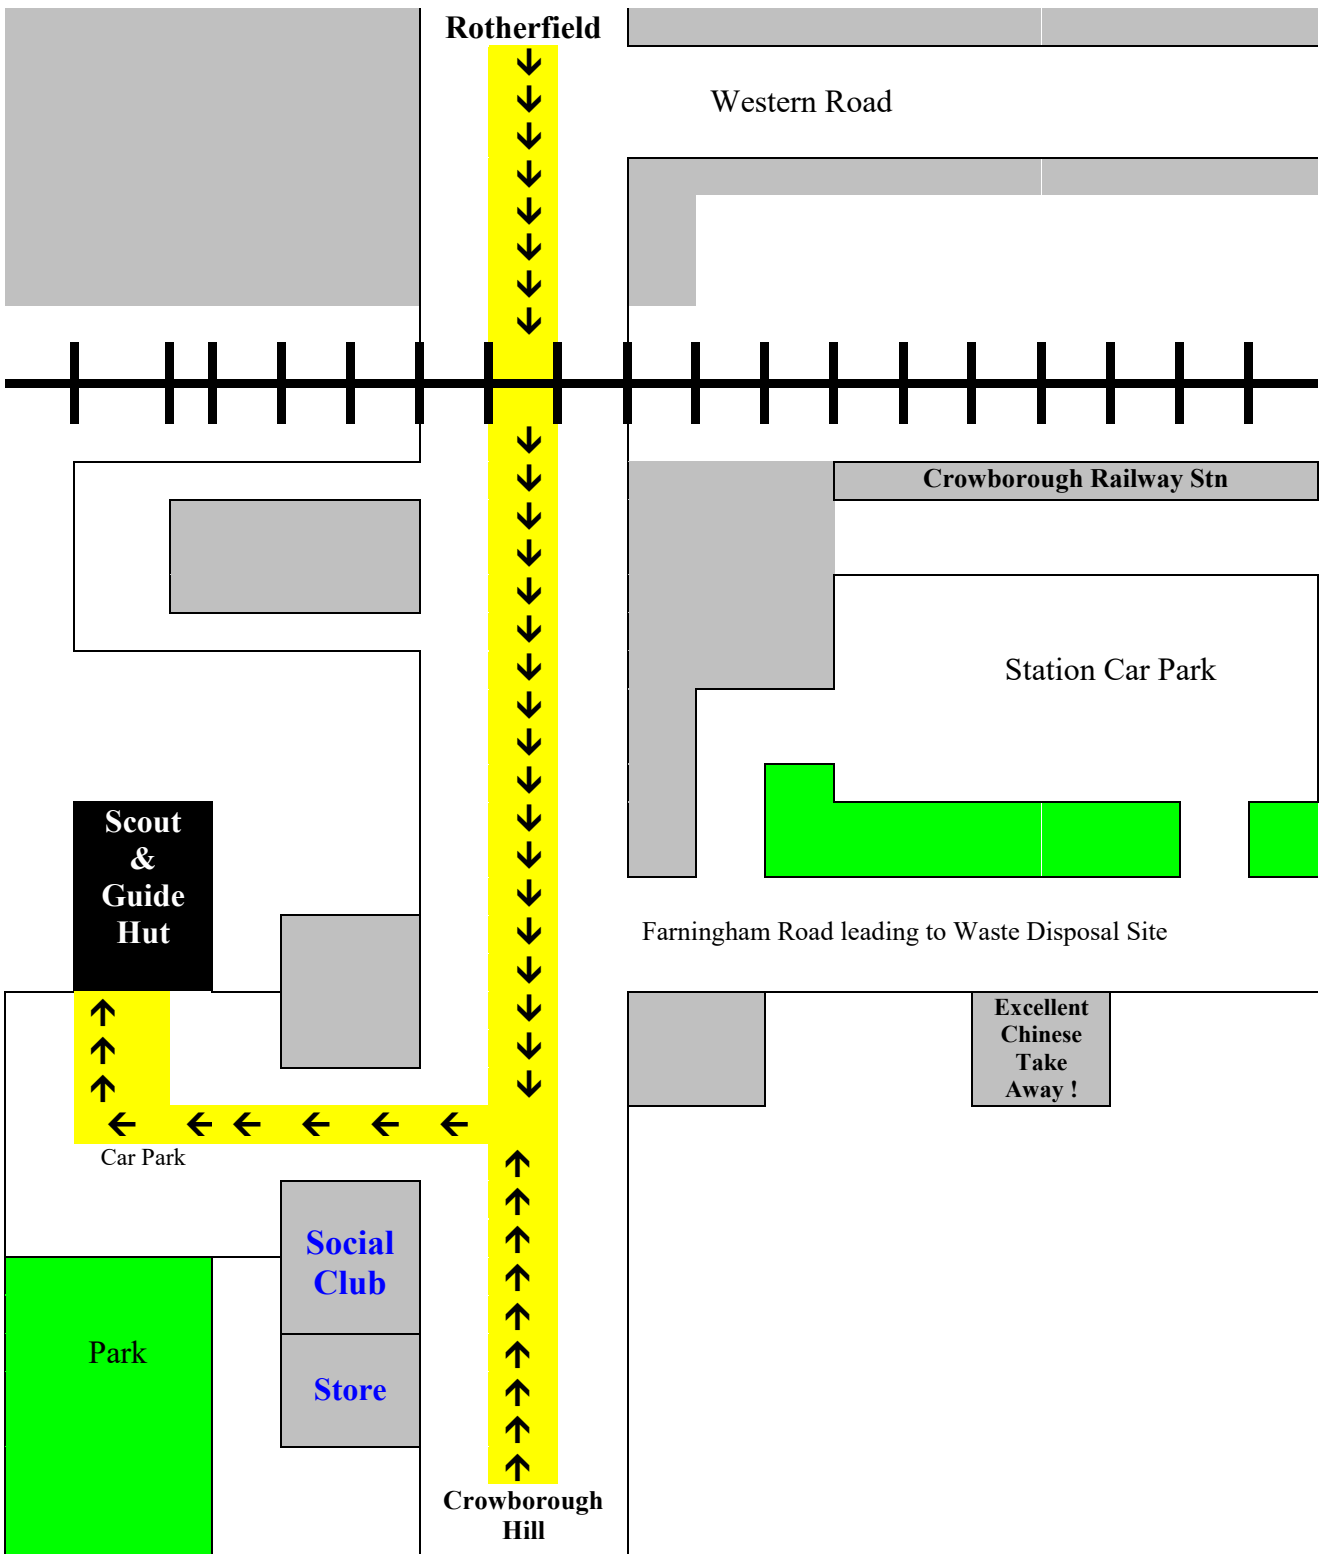 Rotherfield
Western Road
Crowborough Railway Stn
Station Car Park
Scout
&
Guide
Hut
Farningham Road leading to Waste Disposal Site
Excellent
Chinese
Take
Away !
Car Park
Social
Club
Park
Store
Crowborough
Hill